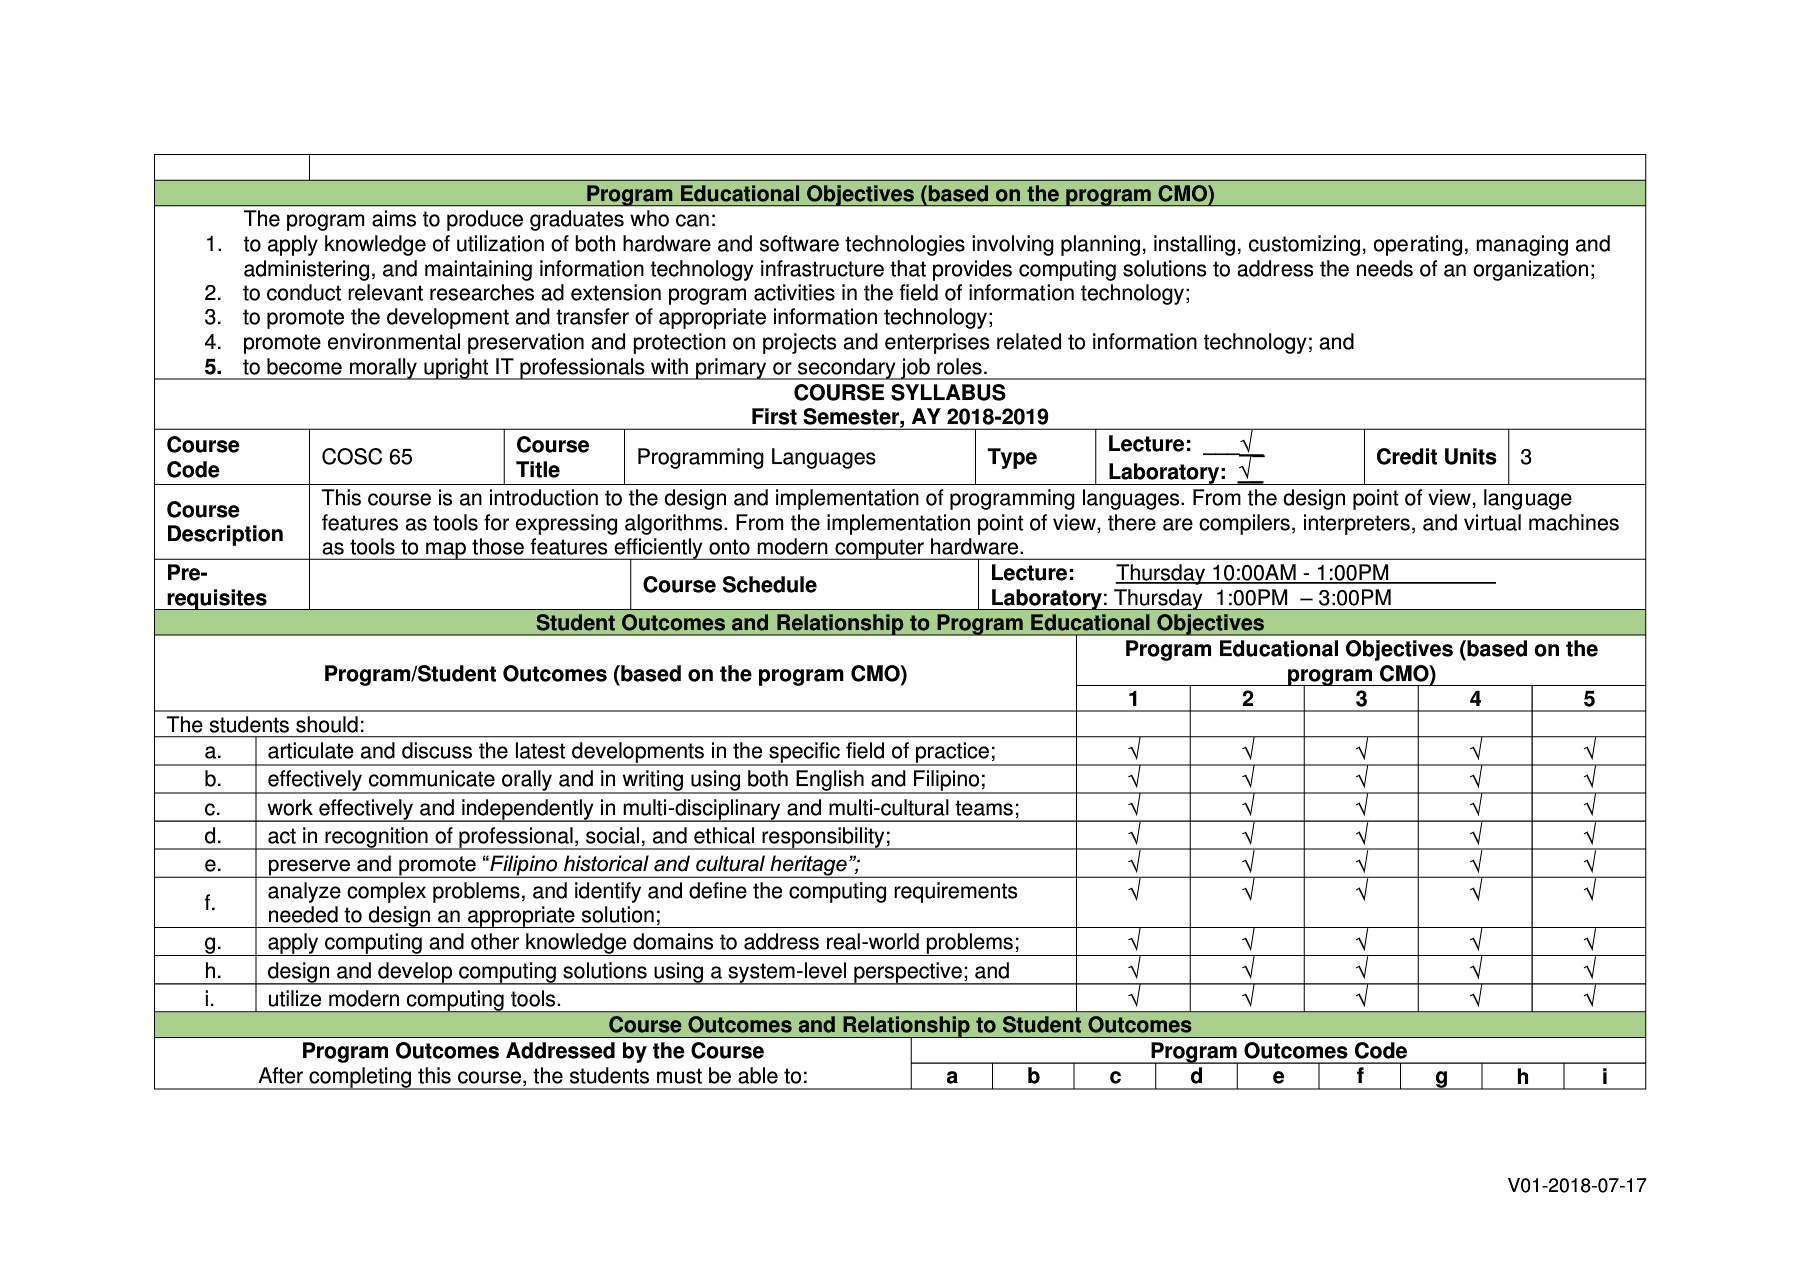 Program Educational Objectives (based on the program CMO)
The program aims to produce graduates who can:
1. to apply knowledge of utilization of both hardware and software technologies involving planning, installing, customizing, operating, managing and
administering, and maintaining information technology infrastructure that provides computing solutions to address the needs of an organization;
2. to conduct relevant researches ad extension program activities in the field of information technology;
3. to promote the development and transfer of appropriate information technology;
4. promote environmental preservation and protection on projects and enterprises related to information technology; and
5. to become morally upright IT professionals with primary or secondary job roles.
COURSE SYLLABUS
First Semester, AY 2018-2019
Course Code COSC 65 Course Title Programming Languages Type Lecture: ___√_ Laboratory: √ Credit Units 3
Course Description
This course is an introduction to the design and implementation of programming languages. From the design point of view, language
features as tools for expressing algorithms. From the implementation point of view, there are compilers, interpreters, and virtual machines
as tools to map those features efficiently onto modern computer hardware.
Pre-requisites Course Schedule Lecture: Thursday 10:00AM - 1:00PM
Laboratory: Thursday 1:00PM – 3:00PM
Student Outcomes and Relationship to Program Educational Objectives
Program/Student Outcomes (based on the program CMO) Program Educational Objectives (based on the program CMO)
1 2 3 4 5
The students should:
a. articulate and discuss the latest developments in the specific field of practice; √ √ √ √ √
b. effectively communicate orally and in writing using both English and Filipino; √ √ √ √ √
c. work effectively and independently in multi-disciplinary and multi-cultural teams; √ √ √ √ √
d. act in recognition of professional, social, and ethical responsibility; √ √ √ √ √
e. preserve and promote “Filipino historical and cultural heritage”; √ √ √ √ √
f. analyze complex problems, and identify and define the computing requirements √ √ √ √ √
needed to design an appropriate solution;
g. apply computing and other knowledge domains to address real-world problems; √ √ √ √ √
h. design and develop computing solutions using a system-level perspective; and √ √ √ √ √
i. utilize modern computing tools. √ √ √ √ √
Course Outcomes and Relationship to Student Outcomes
Program Outcomes Addressed by the Course Program Outcomes Code
After completing this course, the students must be able to: a b c d e f g h i
V01-2018-07-17